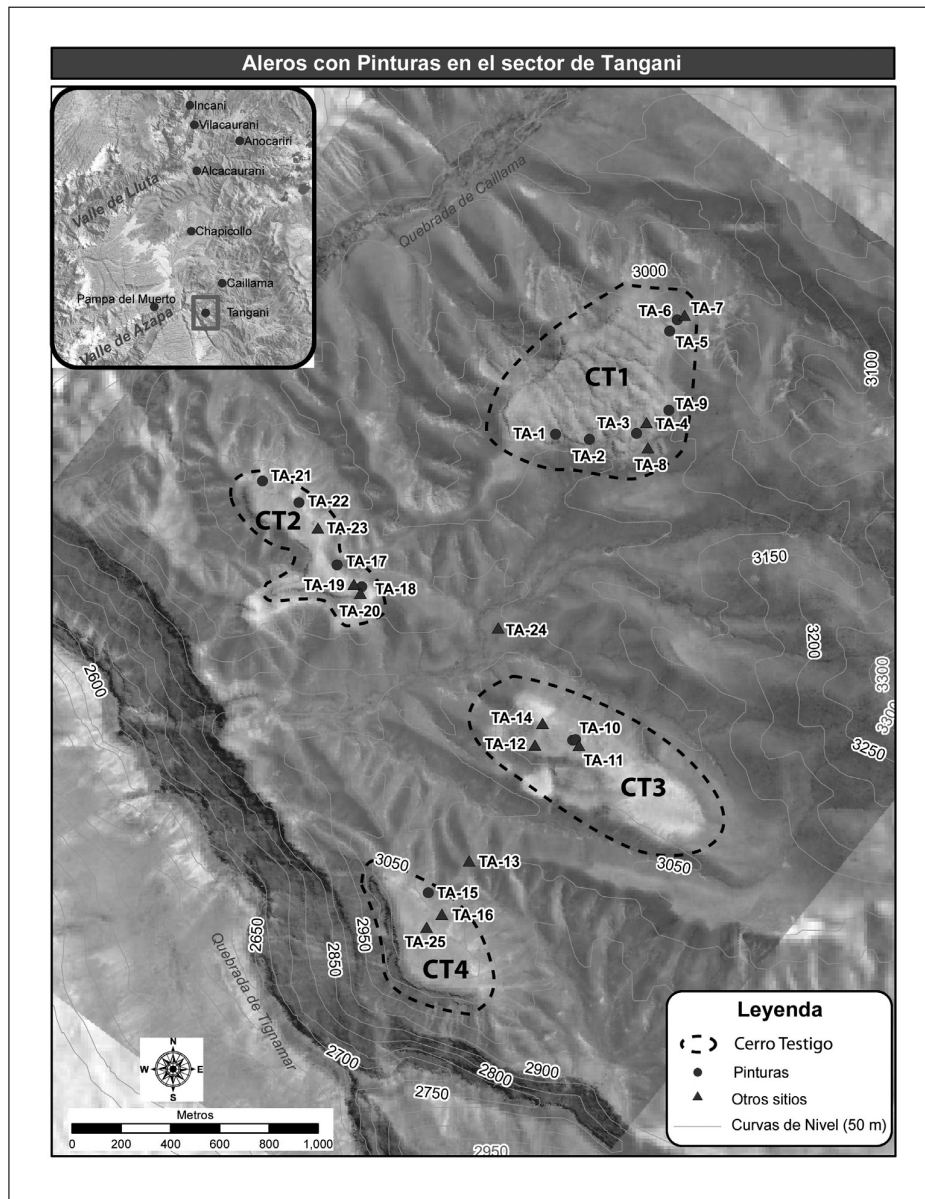 Aleros con Pinturas en el sector de Tangani
Incani
Vilacaurani
Anocariri
Alcacaurani
Valle de Lluta
Chapicollo
Caillama
Pampa del Muerto
Tangani
Valle de Azapa
Quebrada de Caillama
3000
TA-6
TA-7
TA-5
3100
CT1
TA-9
TA-3
TA-4
TA-1
TA-2
TA-8
TA-21
TA-22
CT2
TA-23
3150
TA-17
TA-19
TA-18
TA-20
TA-24
3200
3300
3300
2600
TA-14
TA-10
TA-12
TA-11
3250
CT3
3050
3050
TA-13
TA-15
TA-16
TA-25
2650
2850
2950
CT4
Quebrada de Tignamar
2700
2800
2900
2750
2950
N
W
E
S
Metros
0 200 400 600 800 1,000
Leyenda
Cerro Testigo
Pinturas
Otros sitios
Curvas de Nivel (50 m)